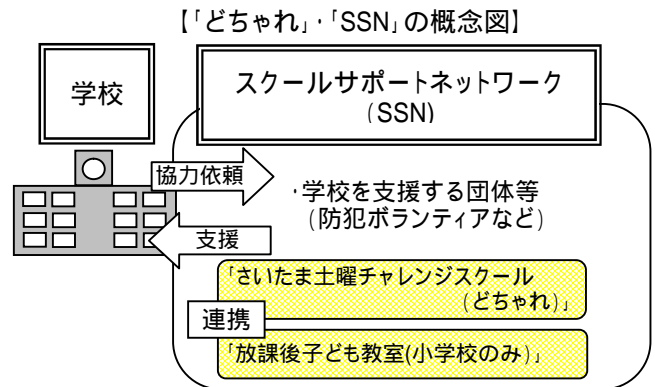 【「どちゃれ」・「SSN」の概念図】
学校
スクールサポートネットワーク
(SSN)
協力依頼
・学校を支援する団体等
(防犯ボランティアなど)
支援
「さいたま土曜チャレンジスクール
(どちゃれ)」
連携
「放課後子ども教室(小学校のみ)」